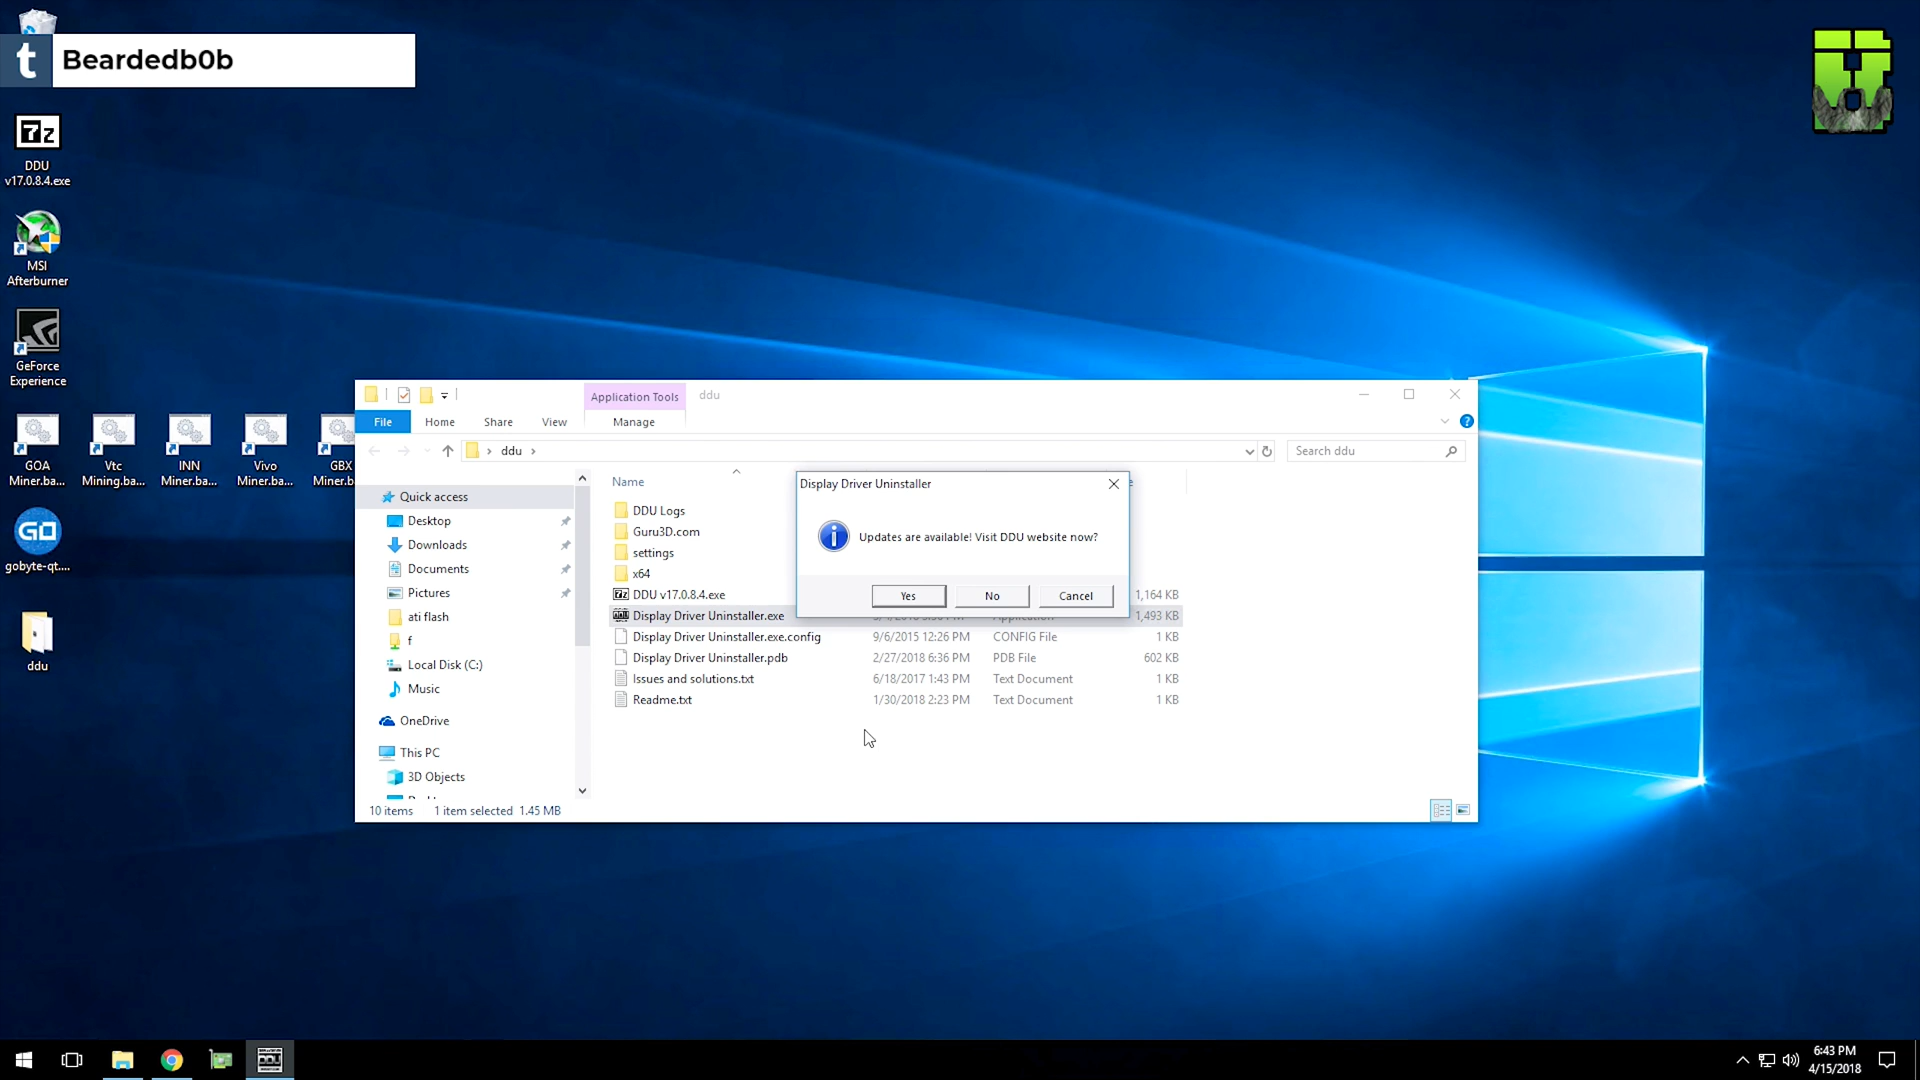 t Beardedb0b
7z
DDU
v17.0.8.4.exe
MSI
Afterburner
GeForce
Experience
GOA
Miner.ba...
Vtc
Mining.ba...
INN
Miner.ba...
Vivo
Miner.ba...
GBX
Miner.b
GO
gobyte-qt....
ddu
Application Tools
ddu
File
Home
Share
View
Manage
ddu
Search ddu
Quick access
Desktop
Downloads
Documents
Pictures
ati flash
f
Local Disk (C:)
Music
OneDrive
This PC
3D Objects
Name
DDU Logs
Guru3D.com
settings
x64
DDU v17.0.8.4.exe 1,164 KB
Display Driver Uninstaller.exe 1,493 KB
Display Driver Uninstaller.exe.config 9/6/2015 12:26 PM CONFIG File 1 KB
Display Driver Uninstaller.pdb 2/27/2018 6:36 PM PDB File 602 KB
Issues and solutions.txt 6/18/2017 1:43 PM Text Document 1 KB
Readme.txt 1/30/2018 2:23 PM Text Document 1 KB
Display Driver Uninstaller
Updates are available! Visit DDU website now?
Yes
No
Cancel
10 items 1 item selected 1.45 MB
DDU
6:43 PM
4/15/2018